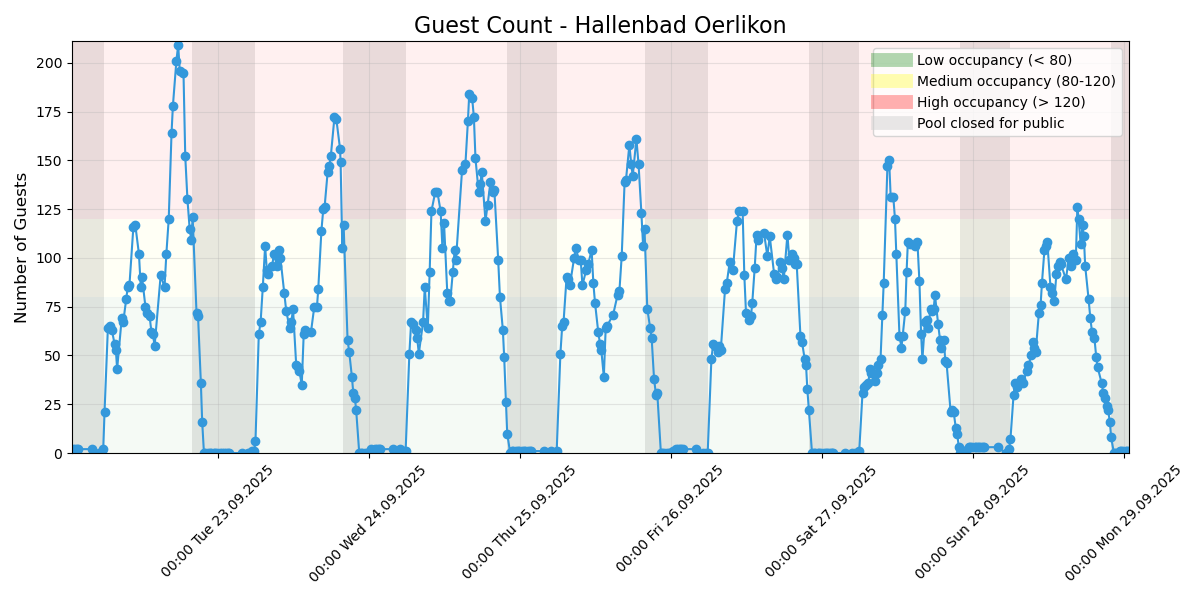 Guest Count - Hallenbad Oerlikon
Number of Guests
200
175
150
125
100
75
50
25
0
Low occupancy (< 80)
Medium occupancy (80-120)
High occupancy (> 120)
Pool closed for public
00:00 Tue 23.09.2025
00:00 Wed 24.09.2025
00:00 Thu 25.09.2025
00:00 Fri 26.09.2025
00:00 Sat 27.09.2025
00:00 Sun 28.09.2025
00:00 Mon 29.09.2025